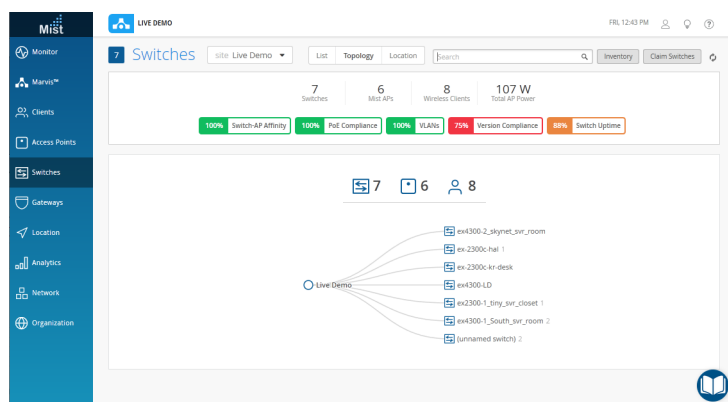 Mist
LIVE DEMO
FRI, 12:43 PM
Monitor
Marvis™
Clients
Access Points
Switches
Gateways
Location
Analytics
Network
Organization
7 Switches site Live Demo List Topology Location Search Inventory Claim Switches
7 6 8 107 W
Switches Mist APs Wireless Clients Total AP Power
100% Switch-AP Affinity 100% PoE Compliance 100% VLANs 75% Version Compliance 88% Switch Uptime
7 6 8
Live Demo
ex4300-2_skynet_svr_room
ex-2300c-hal 1
ex-2300c-kr-desk
ex4300-LD
ex2300-1_tiny_svr_closet 1
ex4300-1_South_svr_room 2
(unnamed switch) 2